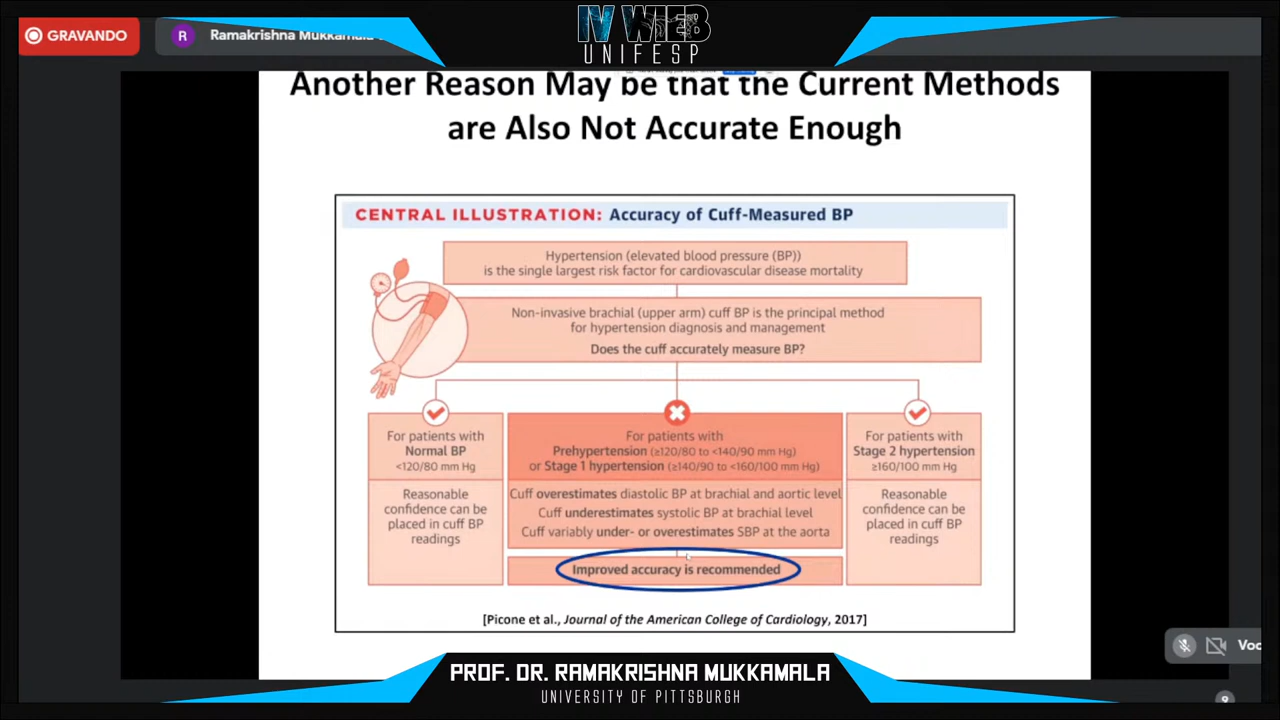 GRAVANDO
R
Ramakrishna Mukkamala
IV WEB
UNIFESP
Another Reason May be that the Current Methods
are Also Not Accurate Enough
CENTRAL ILLUSTRATION: Accuracy of Cuff-Measured BP
Hypertension (elevated blood pressure (BP))
is the single largest risk factor for cardiovascular disease mortality
Non-invasive brachial (upper arm) cuff BP is the principal method
for hypertension diagnosis and management
Does the cuff accurately measure BP?
For patients with
Normal BP
<120/80 mm Hg
Reasonable
confidence can be
placed in cuff BP
readings
For patients with
Prehypertension (≥120/80 to <140/90 mm Hg)
or Stage 1 hypertension (≥140/90 to <160/100 mm Hg)
Cuff overestimates diastolic BP at brachial and aortic level
Cuff underestimates systolic BP at brachial level
Cuff variably under- or overestimates SBP at the aorta
Improved accuracy is recommended
For patients with
Stage 2 hypertension
≥160/100 mm Hg
Reasonable
confidence can be
placed in cuff BP
readings
[Picone et al., Journal of the American College of Cardiology, 2017]
PROF. DR. RAMAKRISHNA MUKKAMALA
UNIVERSITY OF PITTSBURGH